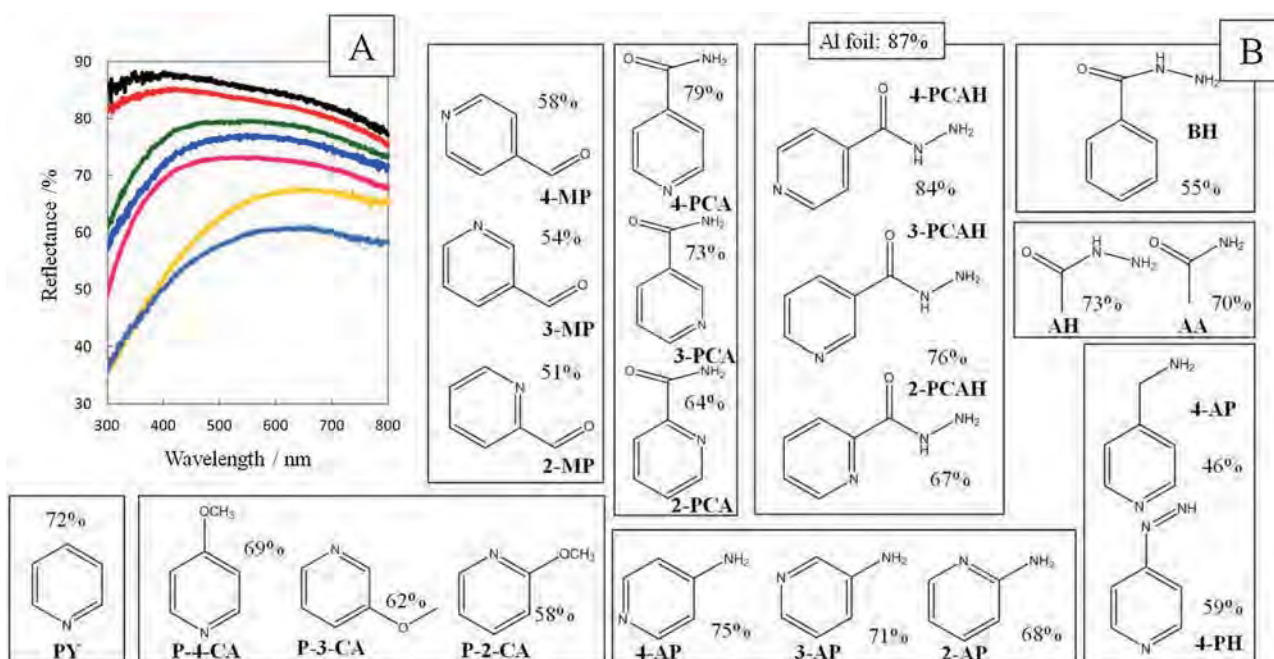 A
90
80
70
60
50
40
30
Reflectance /%
300 400 500 600 700 800
Wavelength / nm
N
58%
O
4-MP
N
54%
O
3-MP
51%
N
O
2-MP
O NH₂
79%
N
4-PCA
O NH₂
73%
N
3-PCA
O NH₂
64%
N
2-PCA
Al foil: 87%
4-PCAH
O
NH₂
N
H
N
84%
3-PCAH
O
NH₂
N
H
N
76%
2-PCAH
O
NH₂
N
H
N
67%
B
H
O N NH₂
BH
55%
H
O N NH₂
73%
AH
O NH₂
70%
AA
NH₂
4-AP
46%
N
NH
N
59%
N
4-PH
72%
N
PY
OCH₃
69%
N
P-4-CA
N
62%
O
P-3-CA
N OCH₃
58%
P-2-CA
NH₂
N
75%
4-AP
N NH₂
71%
3-AP
N NH₂
68%
2-AP